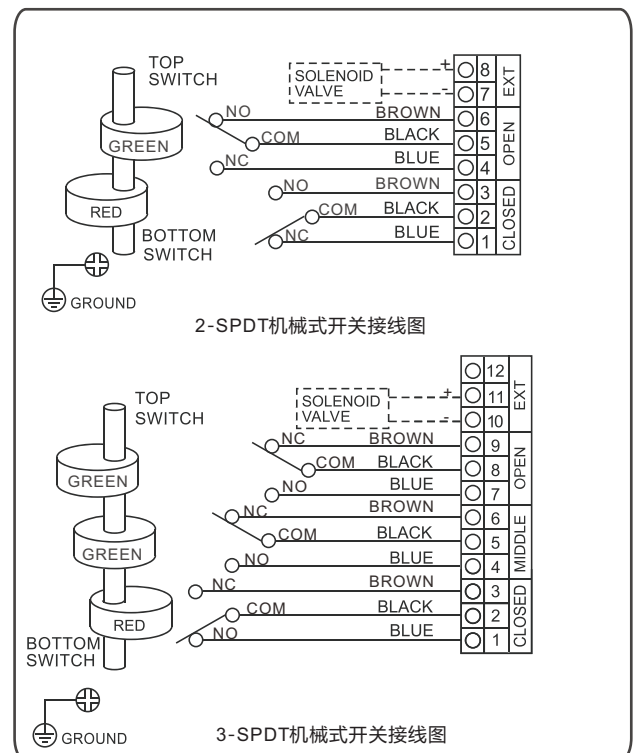 TOP
SWITCH
GREEN
RED
BOTTOM
SWITCH
GROUND
SOLENOID
VALVE
+
-
8
7
EXT
NO BROWN 6
COM BLACK 5
NC BLUE 4
OPEN
NO BROWN 3
COM BLACK 2
NC BLUE 1
CLOSED
2-SPDT机械式开关接线图
TOP
SWITCH
GREEN
GREEN
RED
BOTTOM
SWITCH
GROUND
SOLENOID
VALVE
12
+ 11
- 10
EXT
NC BROWN 9
COM BLACK 8
NO BLUE 7
OPEN
NC BROWN 6
COM BLACK 5
NO BLUE 4
MIDDLE
NC BROWN 3
COM BLACK 2
NO BLUE 1
CLOSED
3-SPDT机械式开关接线图